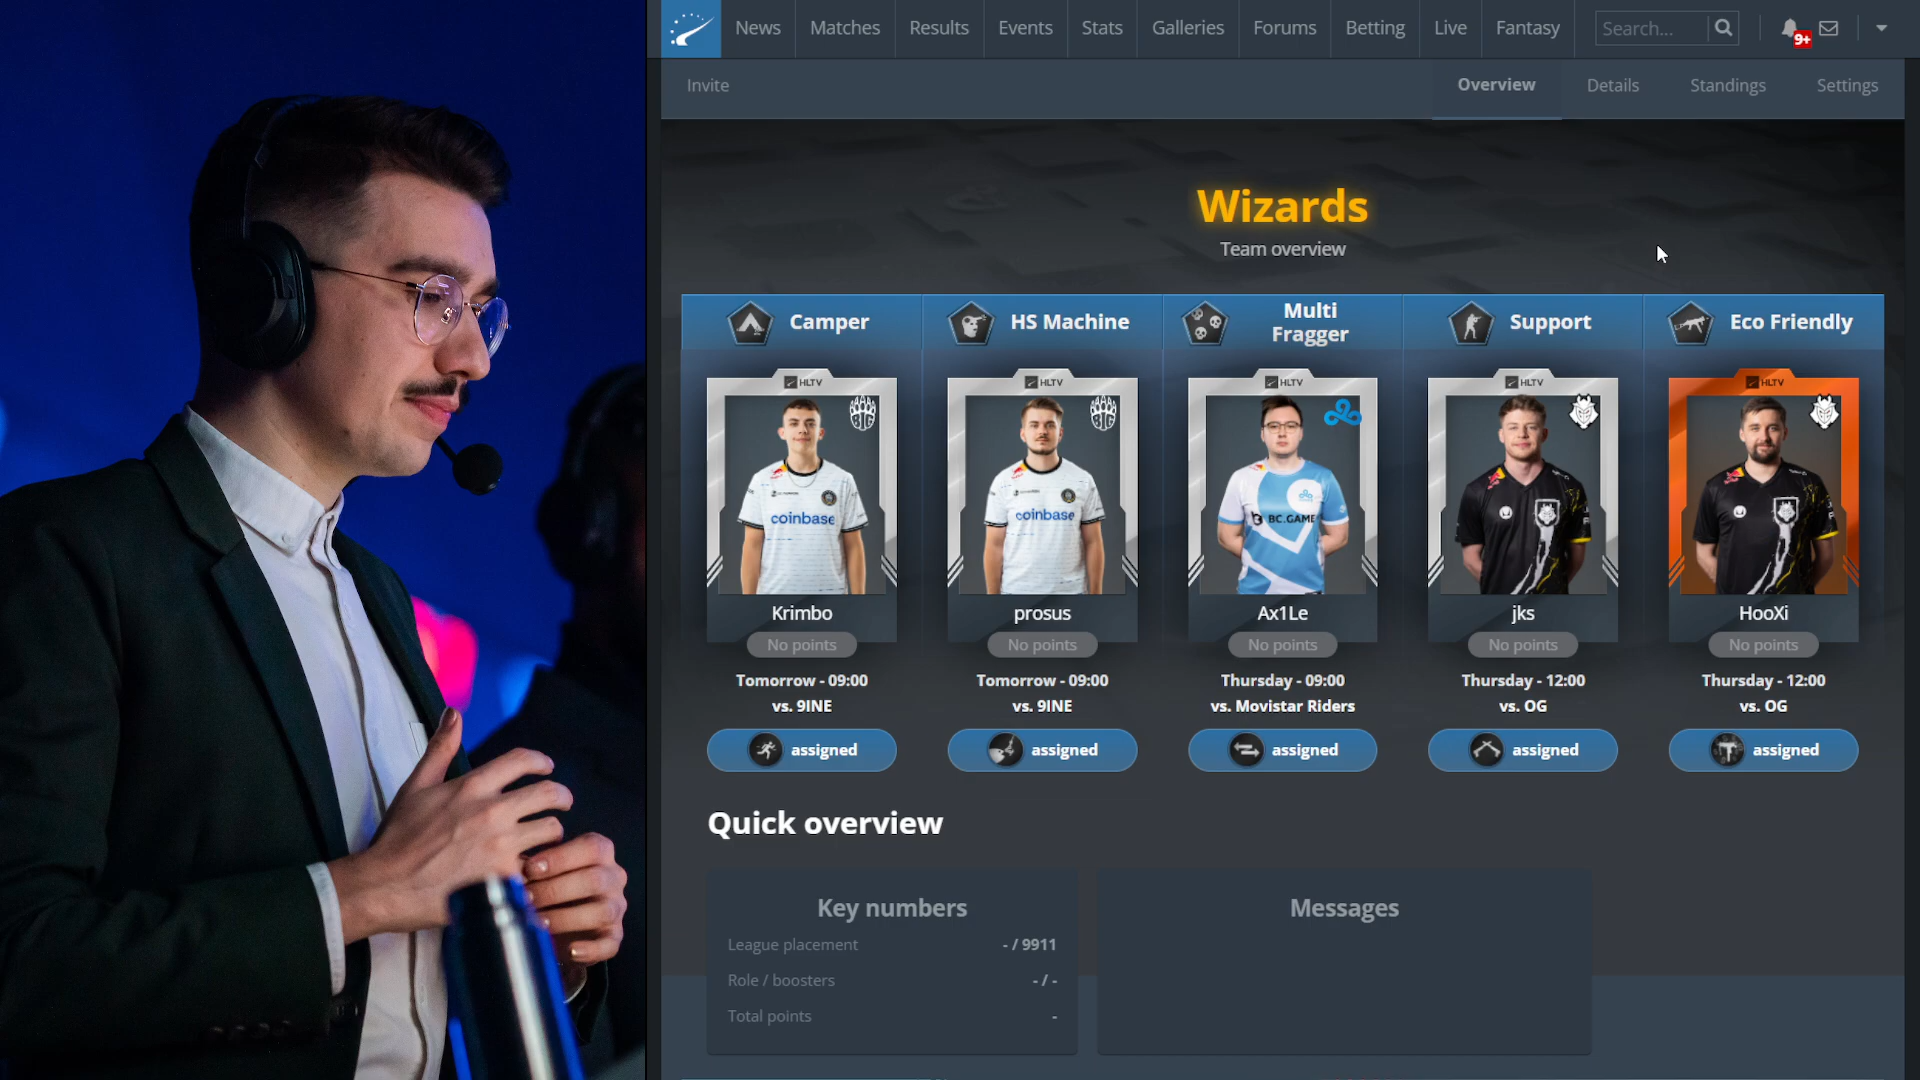 News
Matches
Results
Events
Stats
Galleries
Forums
Betting
Live
Fantasy
Search...
9+
Invite
Overview
Details
Standings
Settings
Wizards
Team overview
Camper
HS Machine
Multi
Fragger
Support
Eco Friendly
HLTV
HLTV
HLTV
HLTV
HLTV
coinbase
coinbase
BC.GAME
Krimbo
prosus
Ax1Le
jks
HooXi
No points
No points
No points
No points
No points
Tomorrow - 09:00
vs. 9INE
Tomorrow - 09:00
vs. 9INE
Thursday - 09:00
vs. Movistar Riders
Thursday - 12:00
vs. OG
Thursday - 12:00
vs. OG
assigned
assigned
assigned
assigned
assigned
Quick overview
Key numbers
League placement - / 9911
Role / boosters - / -
Total points -
Messages